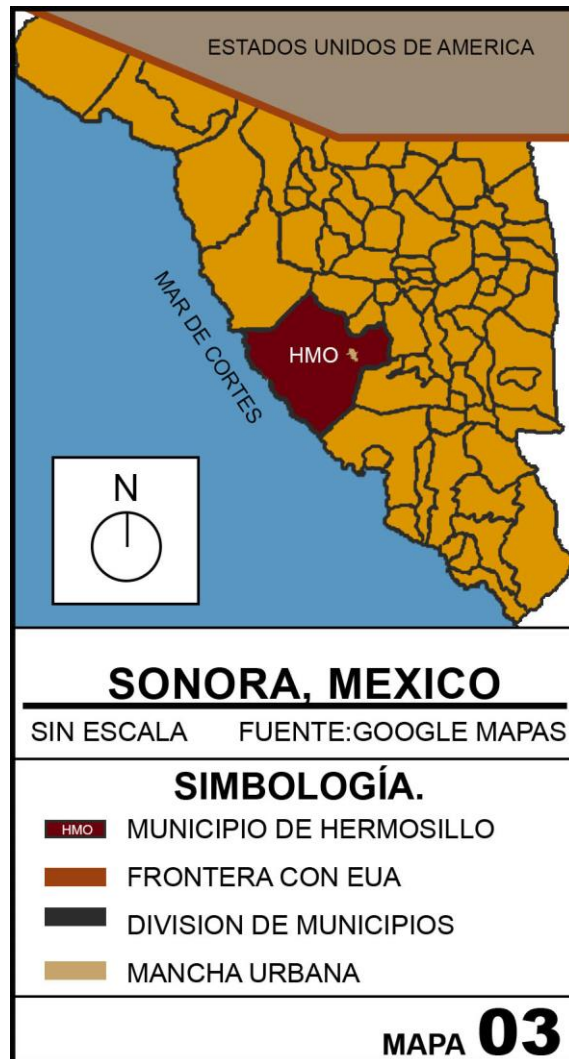 ESTADOS UNIDOS DE AMERICA
MAR DE CORTES
HMO
N
SONORA, MEXICO
SIN ESCALA FUENTE:GOOGLE MAPAS
SIMBOLOGÍA.
HMO MUNICIPIO DE HERMOSILLO
FRONTERA CON EUA
DIVISION DE MUNICIPIOS
MANCHA URBANA
MAPA 03